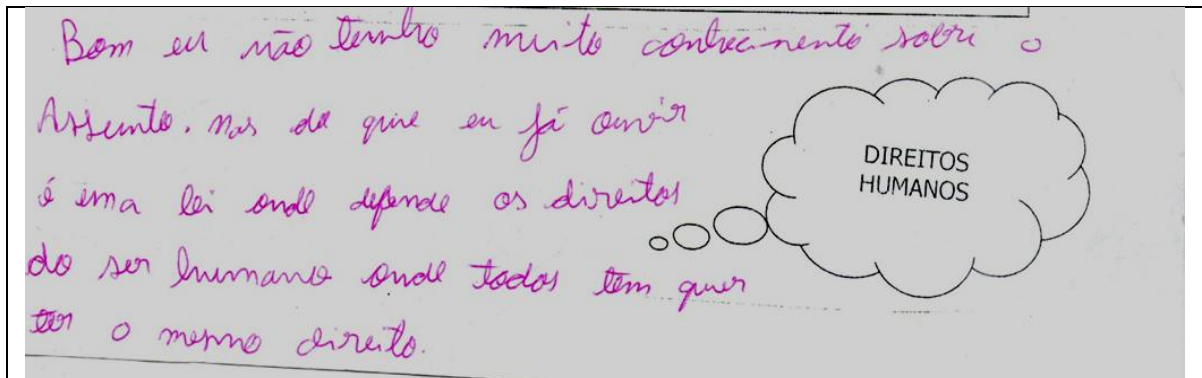 Bom eu não tenho muito conhecimento sobre o
Assunto. mas do que eu já ouvir
é uma lei onde defende os direitos
DIREITOS
HUMANOS
do ser humano onde todos tem quer
ter o mesmo direito.